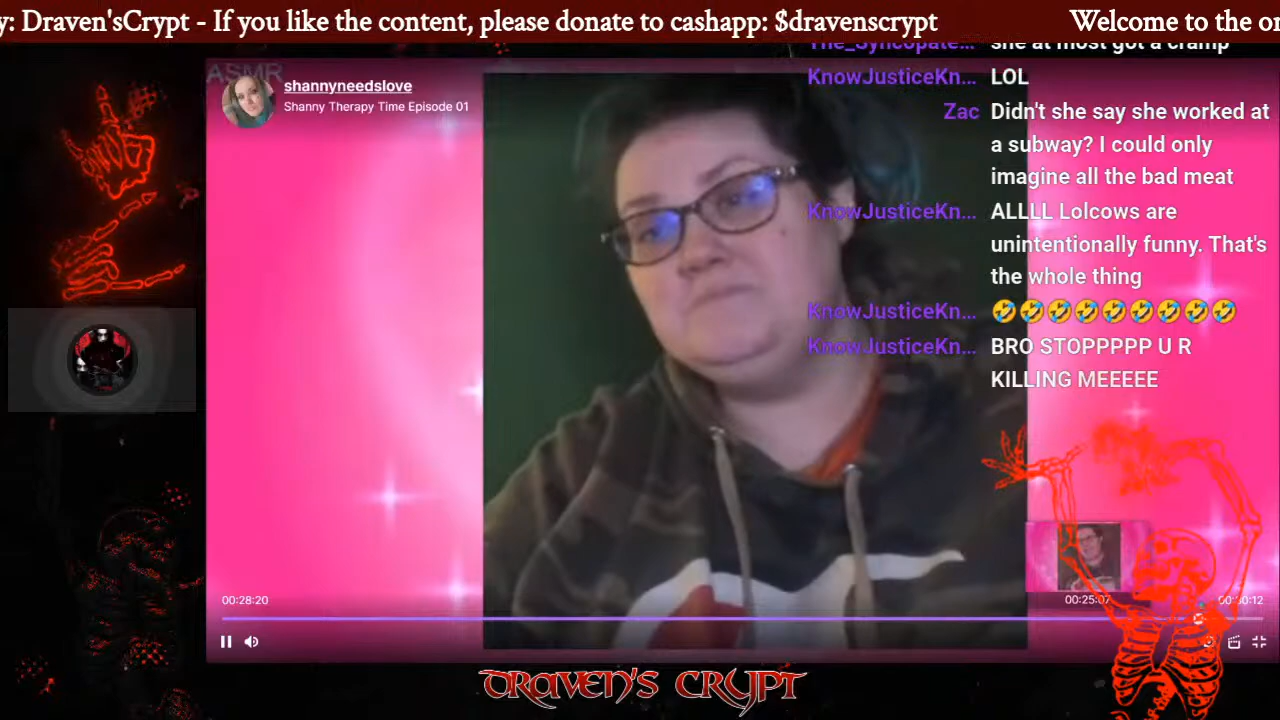 y: Draven'sCrypt - If you like the content, please donate to cashapp: $dravenscrypt
Welcome to the
ASMR
shannyneedslove
Shanny Therapy Time Episode 01
The_Syncopate... she at most got a cramp
KnowJusticeKn... LOL
Zac Didn't she say she worked at
a subway? I could only
imagine all the bad meat
KnowJusticeKn... ALLLL Lolcows are
unintentionally funny. That's
the whole thing
KnowJusticeKn... 🤣🤣🤣🤣🤣🤣🤣🤣🤣
KnowJusticeKn... BRO STOPPPPP U R
KILLING MEEEEE
00:28:20
00:25:07
DRAVEN'S CRYPT